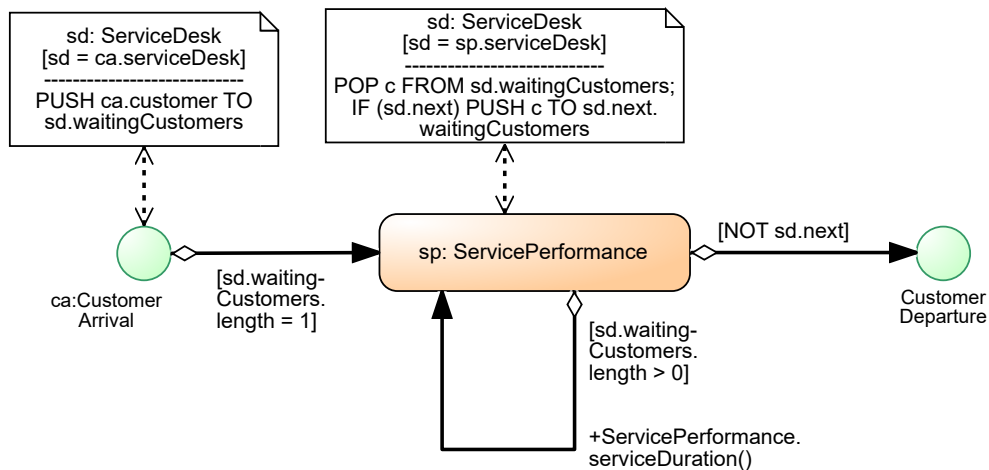 sd: ServiceDesk
[sd = ca.serviceDesk]
----------------------------
PUSH ca.customer TO
sd.waitingCustomers
sd: ServiceDesk
[sd = sp.serviceDesk]
----------------------------
POP c FROM sd.waitingCustomers;
IF (sd.next) PUSH c TO sd.next.
waitingCustomers
ca:Customer
Arrival
[sd.waiting-
Customers.
length = 1]
sp: ServicePerformance
[NOT sd.next]
Customer
Departure
[sd.waiting-
Customers.
length > 0]
+ServicePerformance.
serviceDuration()